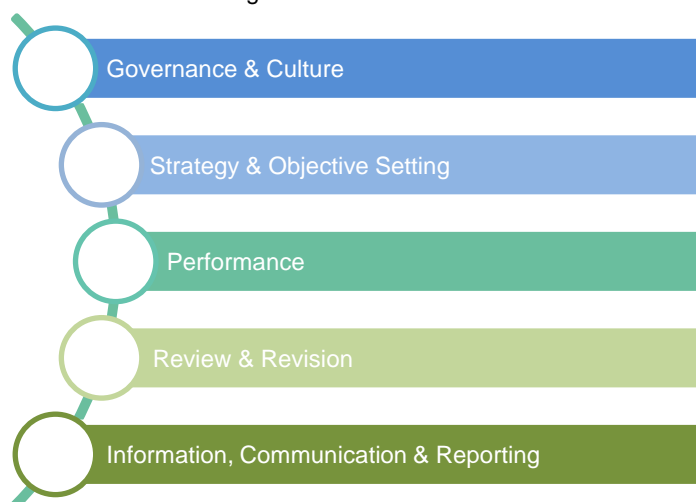 Governance & Culture
Strategy & Objective Setting
Performance
Review & Revision
Information, Communication & Reporting